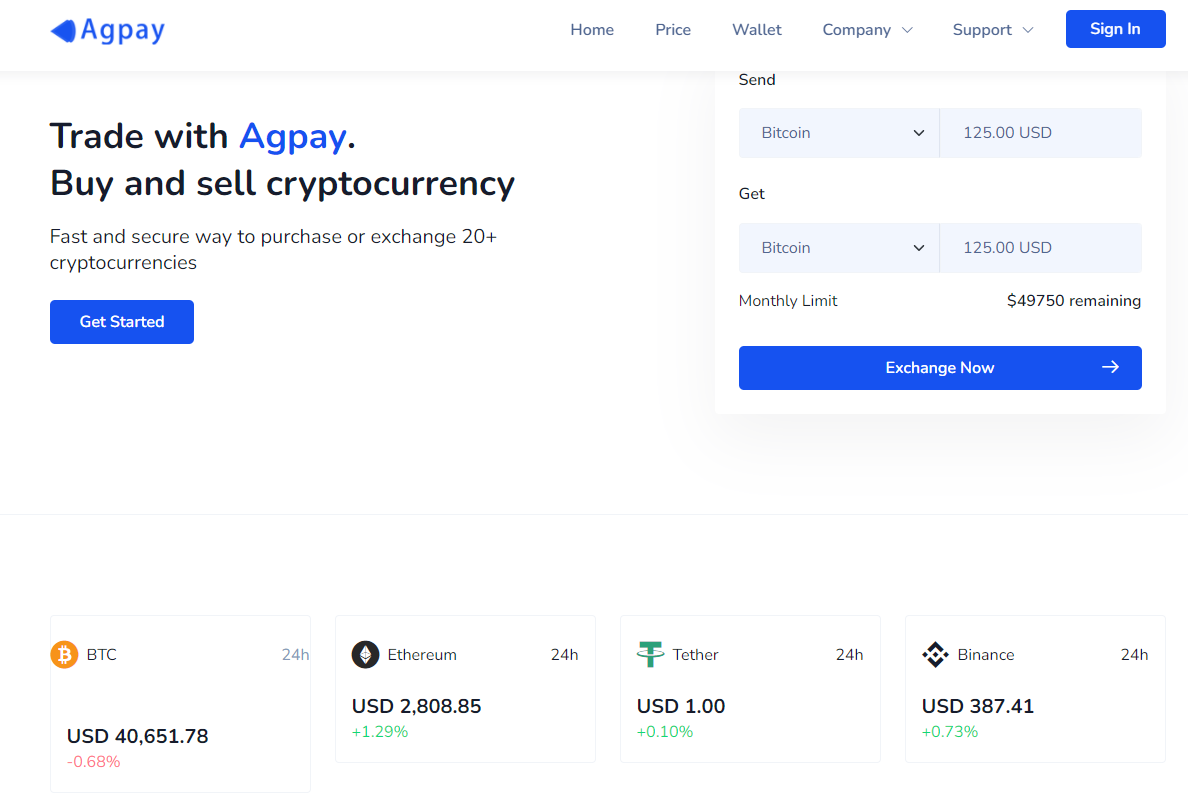 Agpay
Home Price Wallet Company Support Sign In
Trade with Agpay.
Buy and sell cryptocurrency
Fast and secure way to purchase or exchange 20+
cryptocurrencies
Get Started
Send
Bitcoin 125.00 USD
Get
Bitcoin 125.00 USD
Monthly Limit $49750 remaining
Exchange Now
BTC 24h
USD 40,651.78
-0.68%
Ethereum 24h
USD 2,808.85
+1.29%
Tether 24h
USD 1.00
+0.10%
Binance 24h
USD 387.41
+0.73%